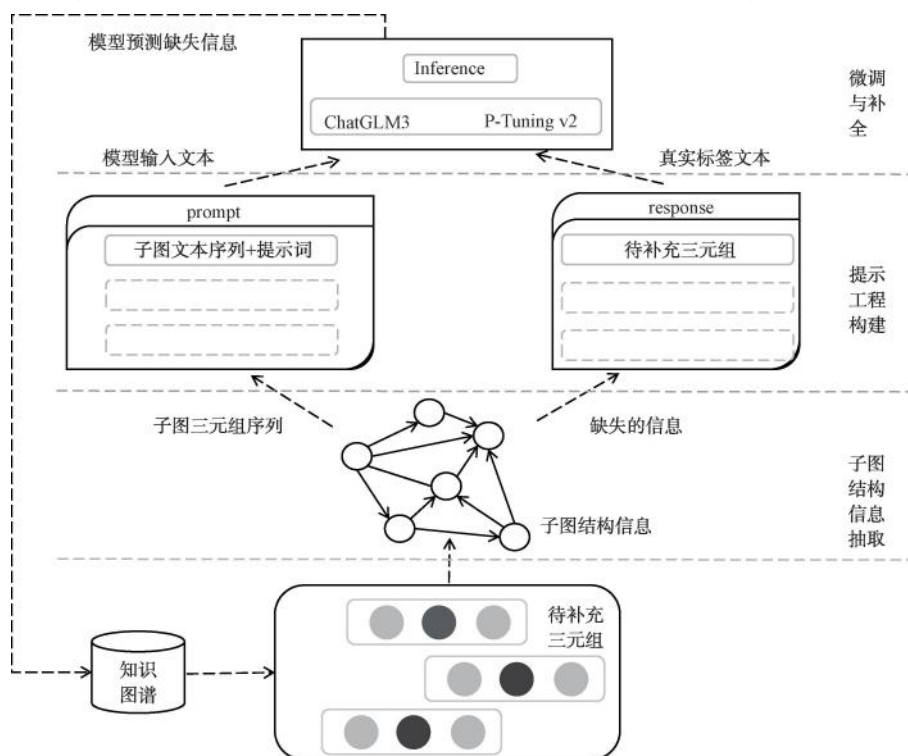 模型预测缺失信息
Inference
ChatGLM3
P-Tuning v2
微调
与补
全
模型输入文本
真实标签文本
prompt
response
子图文本序列+提示词
待补充三元组
提示
工程
构建
子图三元组序列
缺失的信息
子图
结构
信息
抽取
子图结构信息
待补充
三元组
知识
图谱